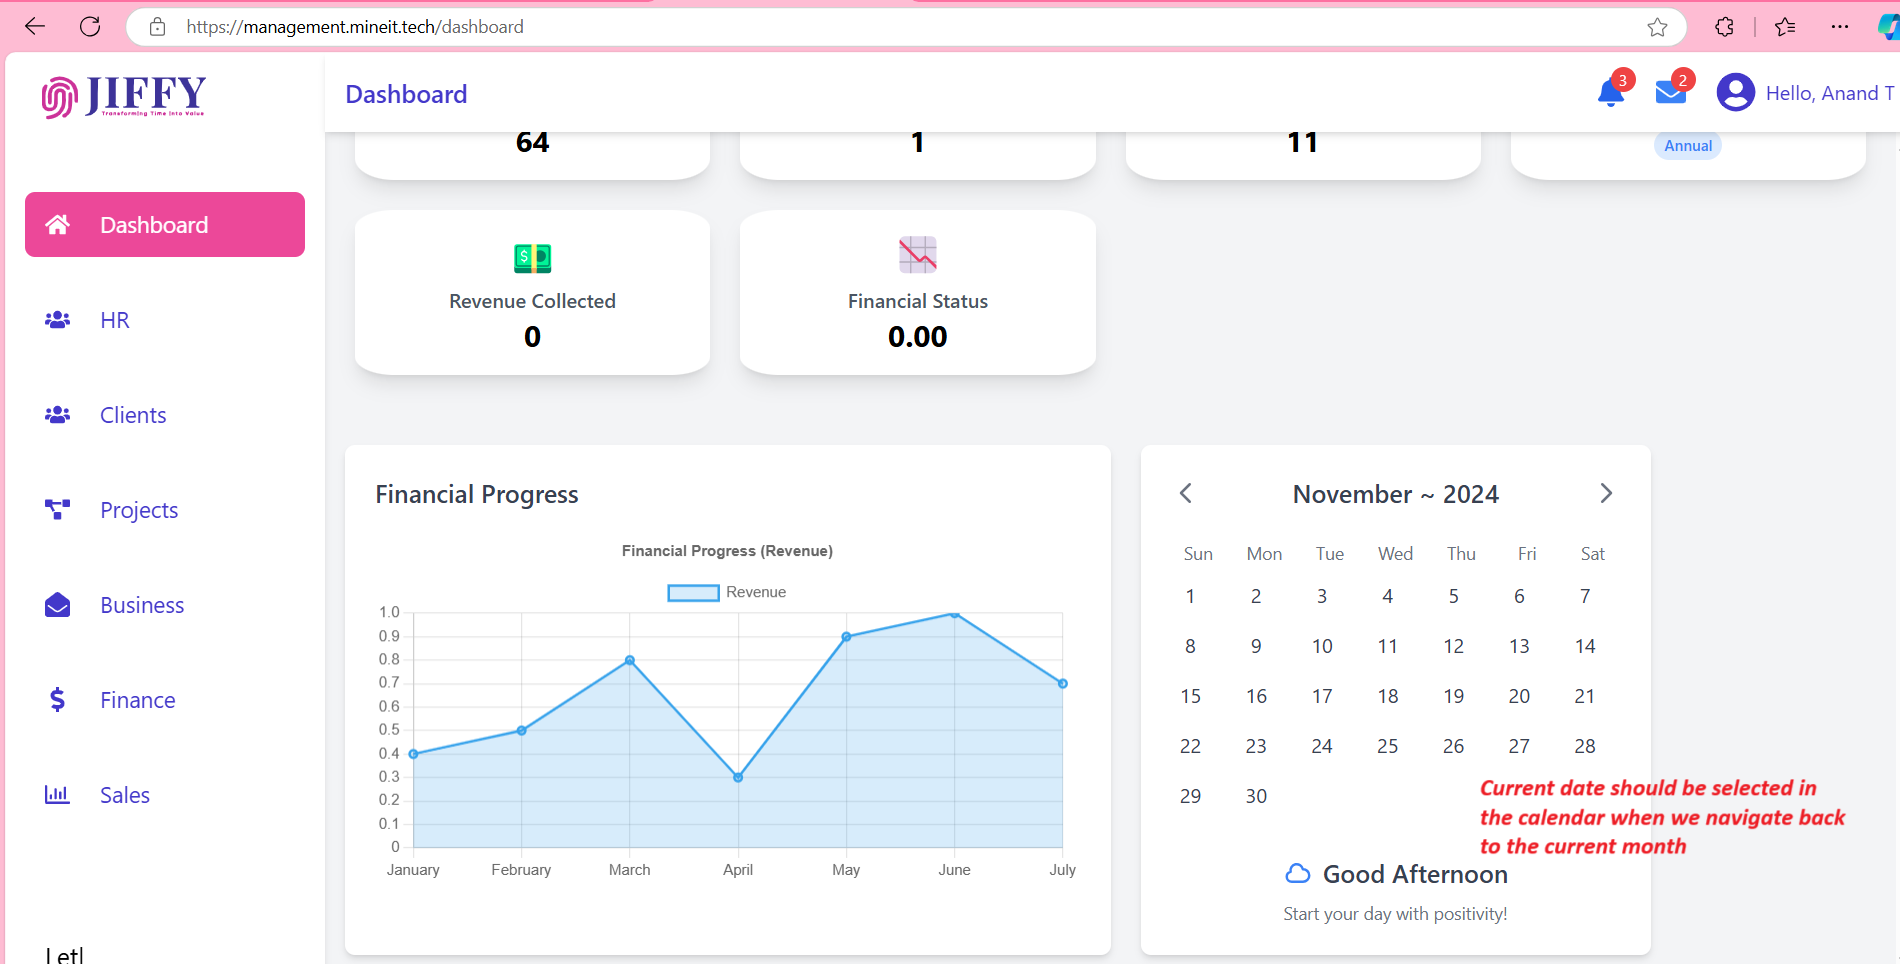 https://management.mineit.tech/dashboard
JIFFY
Transforming Time Into Value
Dashboard
3
2
Hello, Anand T
64
1
11
Annual
Dashboard
HR
Clients
Projects
Business
Finance
Sales
$
Revenue Collected
0
Financial Status
0.00
Financial Progress
Financial Progress (Revenue)
Revenue
1.0
0.9
0.8
0.7
0.6
0.5
0.4
0.3
0.2
0.1
0
January February March April May June July
November ~ 2024
Sun Mon Tue Wed Thu Fri Sat
1 2 3 4 5 6 7
8 9 10 11 12 13 14
15 16 17 18 19 20 21
22 23 24 25 26 27 28
29 30
Current date should be selected in
the calendar when we navigate back
to the current month
Good Afternoon
Start your day with positivity!